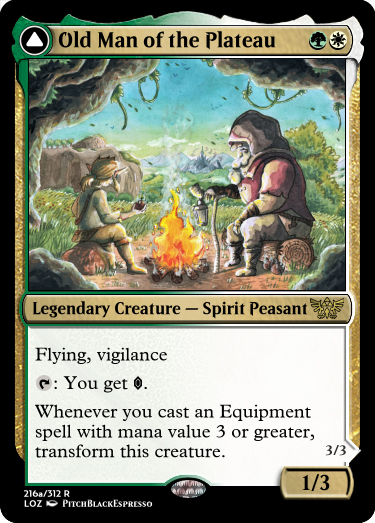 Old Man of the Plateau
Legendary Creature — Spirit Peasant
Flying, vigilance
: You get .
Whenever you cast an Equipment
spell with mana value 3 or greater,
transform this creature.
3/3
1/3
216a/312 R
LOZ PitchBlackEspresso